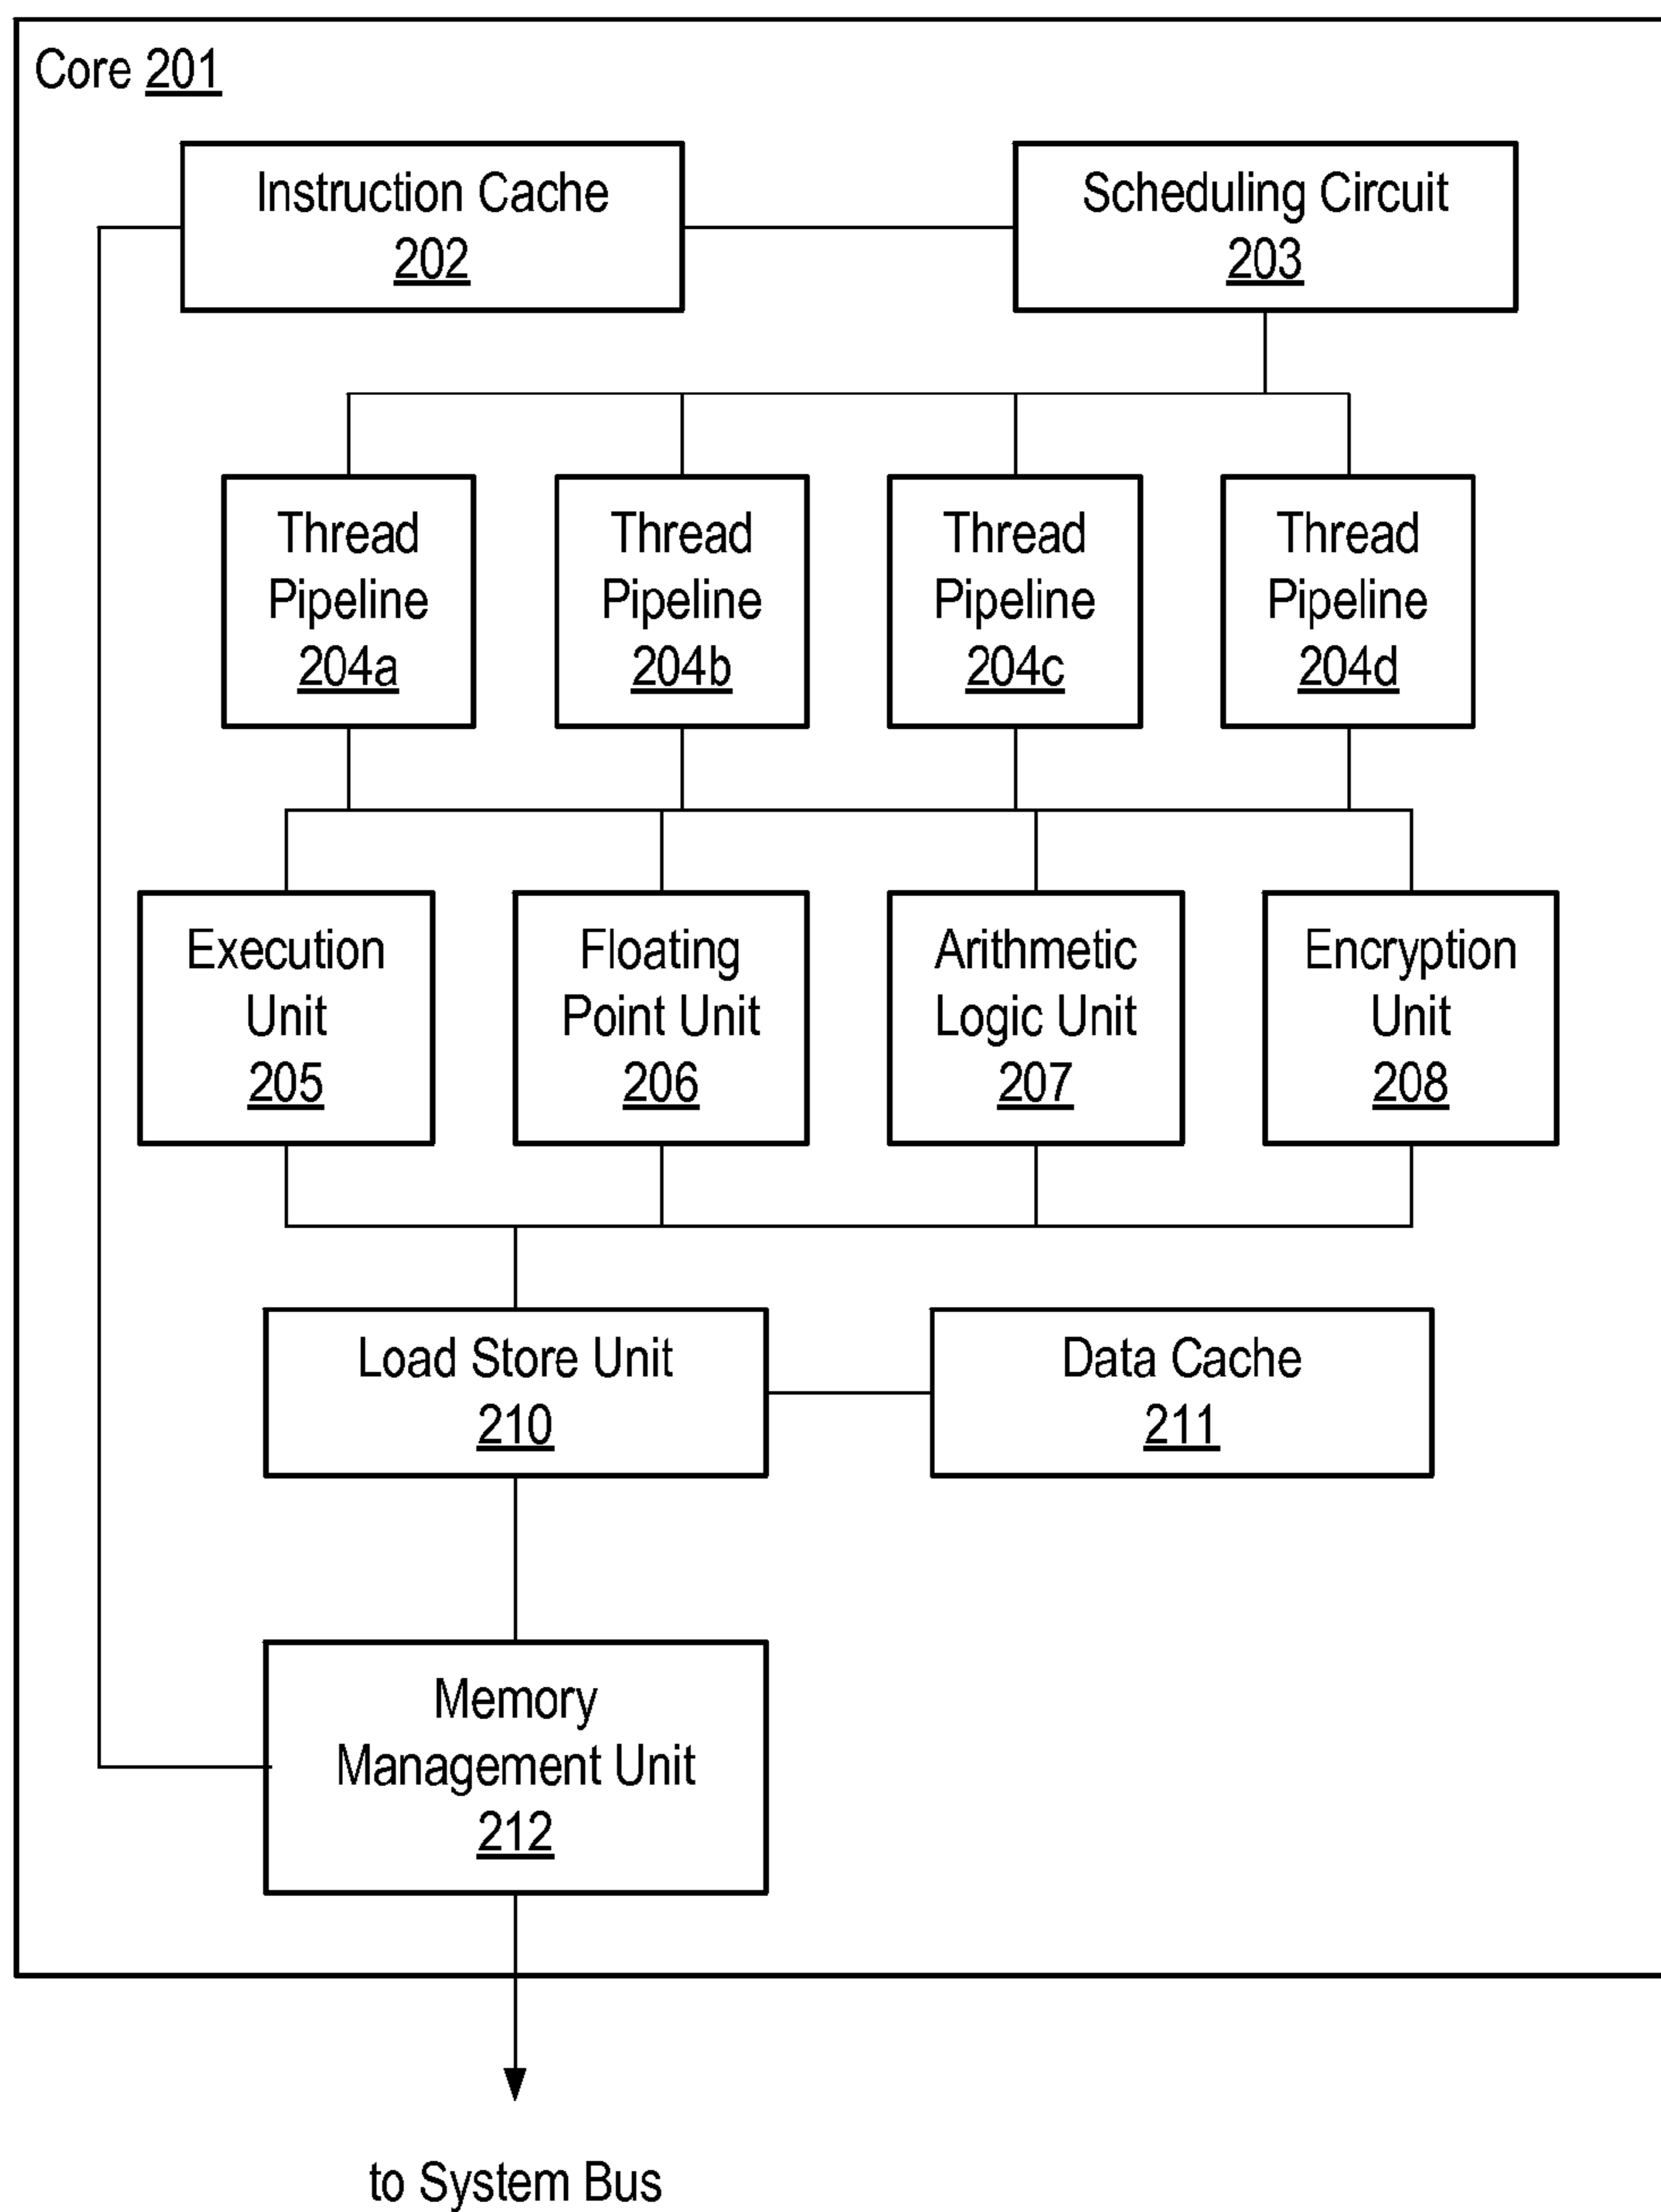 Core 201
Instruction Cache
202
Scheduling Circuit
203
Thread
Pipeline
204a
Thread
Pipeline
204b
Thread
Pipeline
204c
Thread
Pipeline
204d
Execution
Unit
205
Floating
Point Unit
206
Arithmetic
Logic Unit
207
Encryption
Unit
208
Load Store Unit
210
Data Cache
211
Memory
Management Unit
212
to System Bus